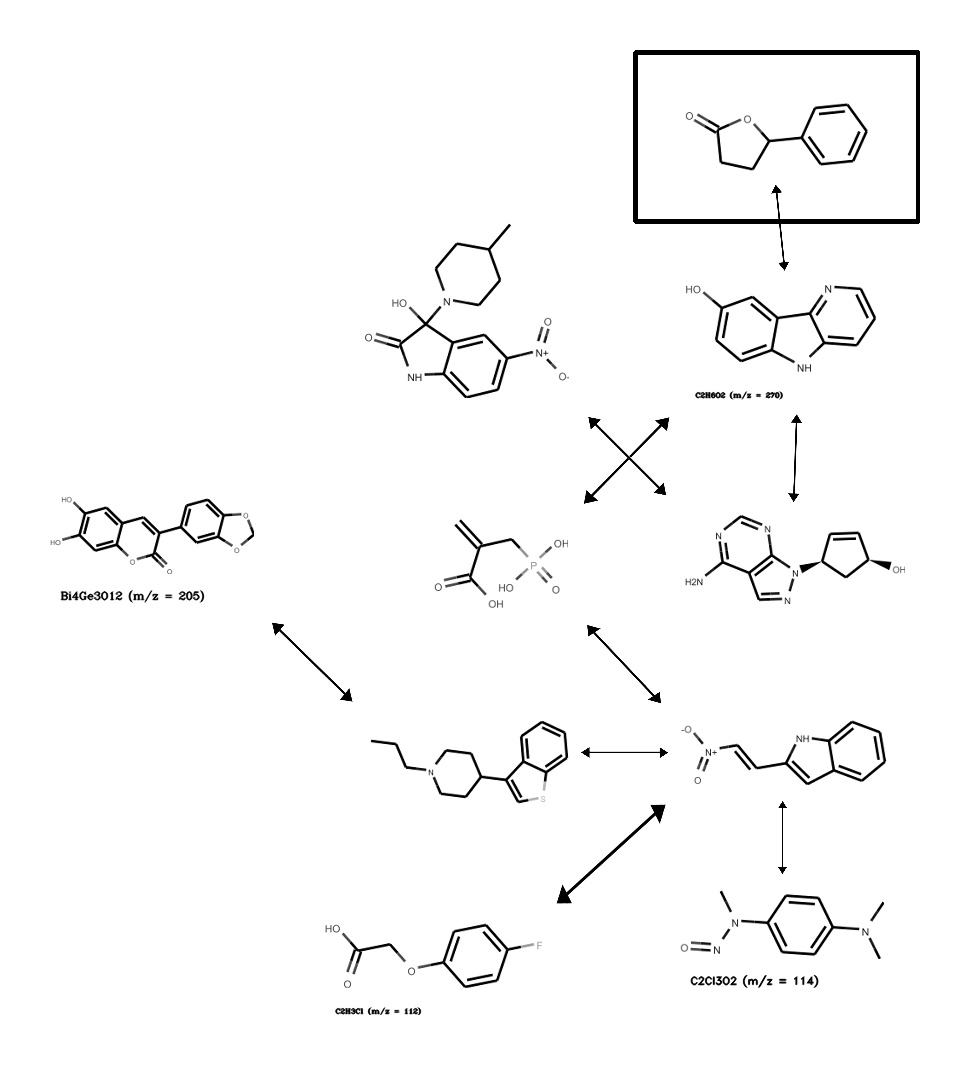 O
O
N
HO
HO
N
O
NH
O
N+
O-
NH
C2H6O2 (m/z = 270)
HO
HO
O
O
O
O
Bi4Ge3O12 (m/z = 205)
OH
P
HO
O
O
OH
N
N
H2N
N
N
OH
N
S
-O
N+
O
NH
HO
O
O
F
C2H3Cl (m/z = 112)
N
O
N
N
C2Cl3O2 (m/z = 114)